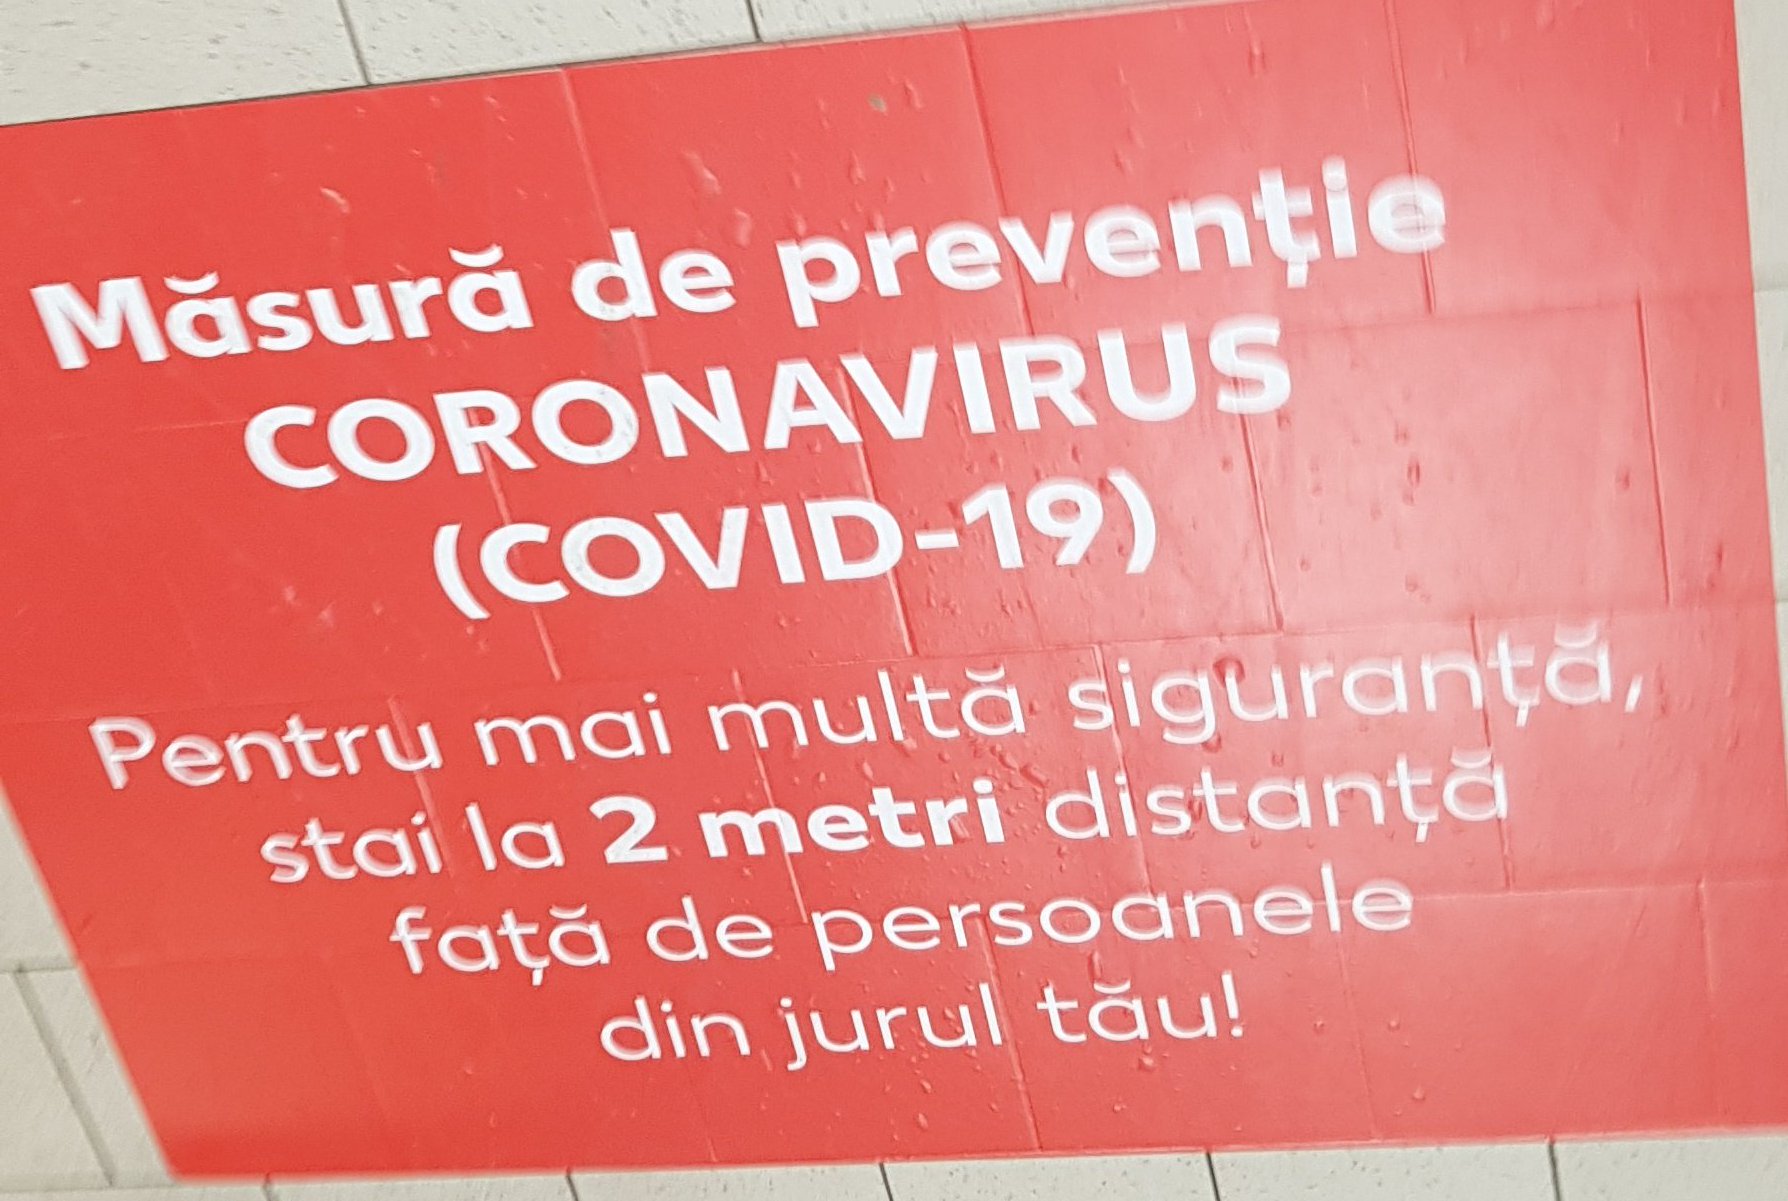 Măsură de prevenție
CORONAVIRUS
(COVID-19)
Pentru mai multă siguranță,
stai la 2 metri distanță
față de persoanele
din jurul tău!